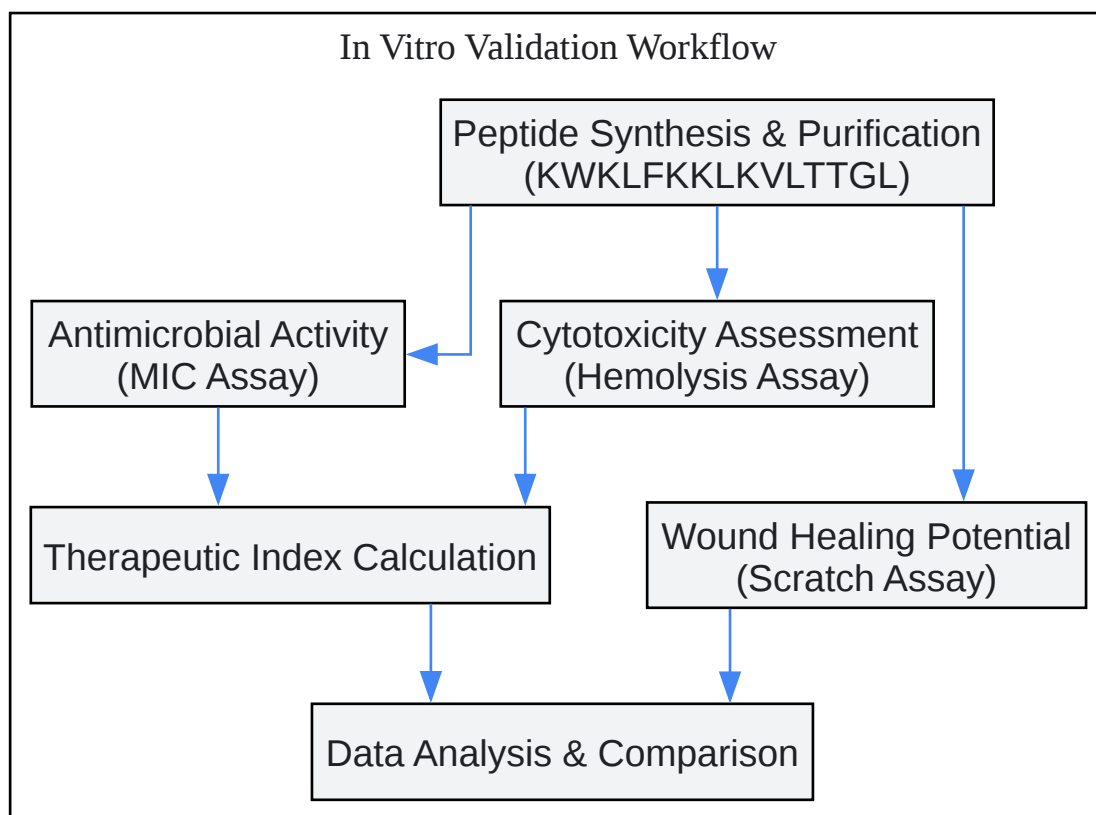 In Vitro Validation Workflow
Peptide Synthesis & Purification
(KWKLFKKLKVLTTGL)
Antimicrobial Activity
(MIC Assay)
Cytotoxicity Assessment
(Hemolysis Assay)
Therapeutic Index Calculation
Wound Healing Potential
(Scratch Assay)
Data Analysis & Comparison